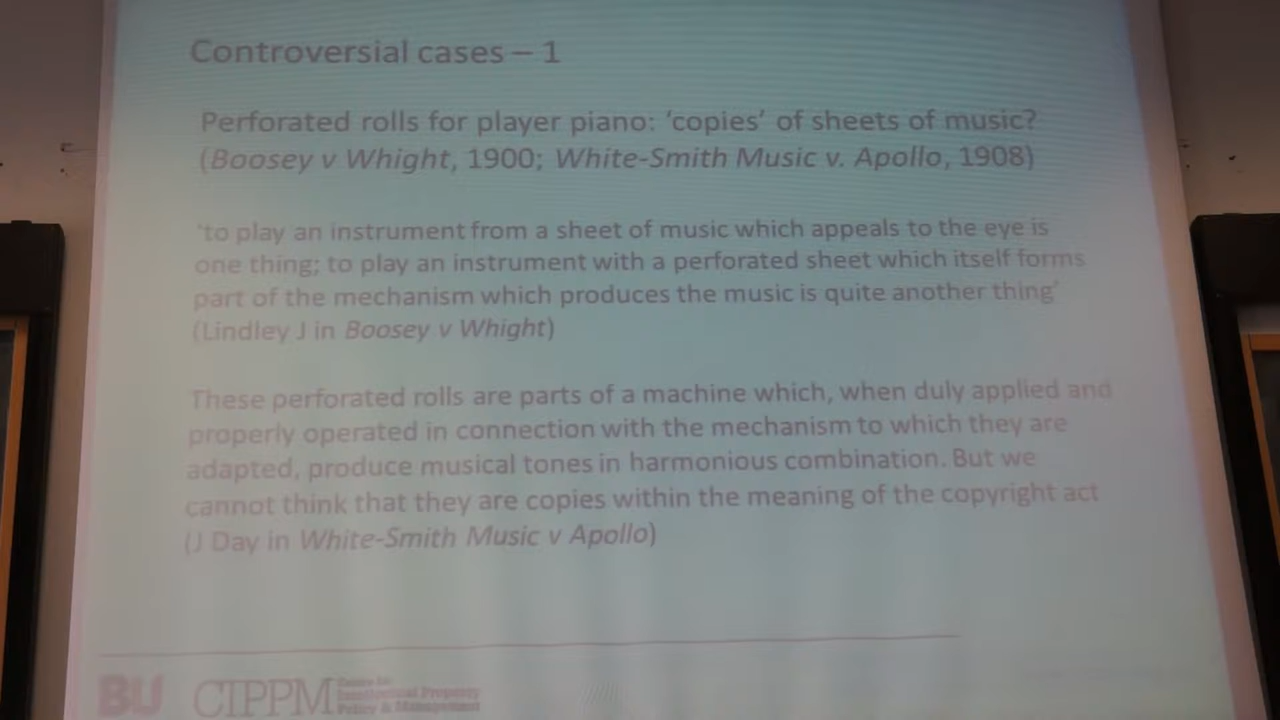 Controversial cases – 1
Perforated rolls for player piano: ‘copies’ of sheets of music?
(Boosey v Whight, 1900; White-Smith Music v. Apollo, 1908)
‘to play an instrument from a sheet of music which appeals to the eye is
one thing; to play an instrument with a perforated sheet which itself forms
part of the mechanism which produces the music is quite another thing’
(Lindley J in Boosey v Whight)
These perforated rolls are parts of a machine which, when duly applied and
properly operated in connection with the mechanism to which they are
adapted, produce musical tones in harmonious combination. But we
cannot think that they are copies within the meaning of the copyright act
(J Day in White-Smith Music v Apollo)
BU
CIPPM
Centre for
Intellectual Property
Policy & Management